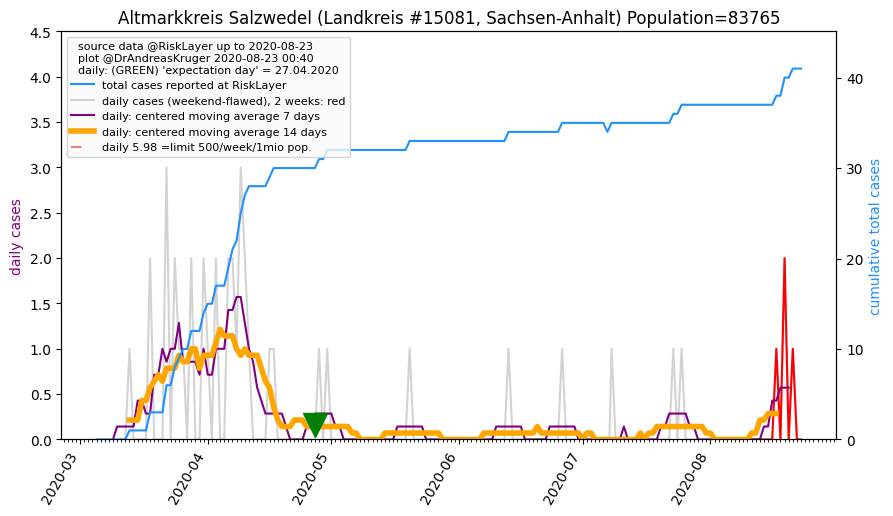 Altmarkkreis Salzwedel (Landkreis #15081, Sachsen-Anhalt) Population=83765
source data @RiskLayer up to 2020-08-23
plot @DrAndreasKruger 2020-08-23 00:40
daily: (GREEN) 'expectation day' = 27.04.2020
total cases reported at RiskLayer
daily cases (weekend-flawed), 2 weeks: red
daily: centered moving average 7 days
daily: centered moving average 14 days
daily 5.98 =limit 500/week/1mio pop.
daily cases
4.5
4.0
3.5
3.0
2.5
2.0
1.5
1.0
0.5
0.0
cumulative total cases
40
30
20
10
0
2020-03
2020-04
2020-05
2020-06
2020-07
2020-08